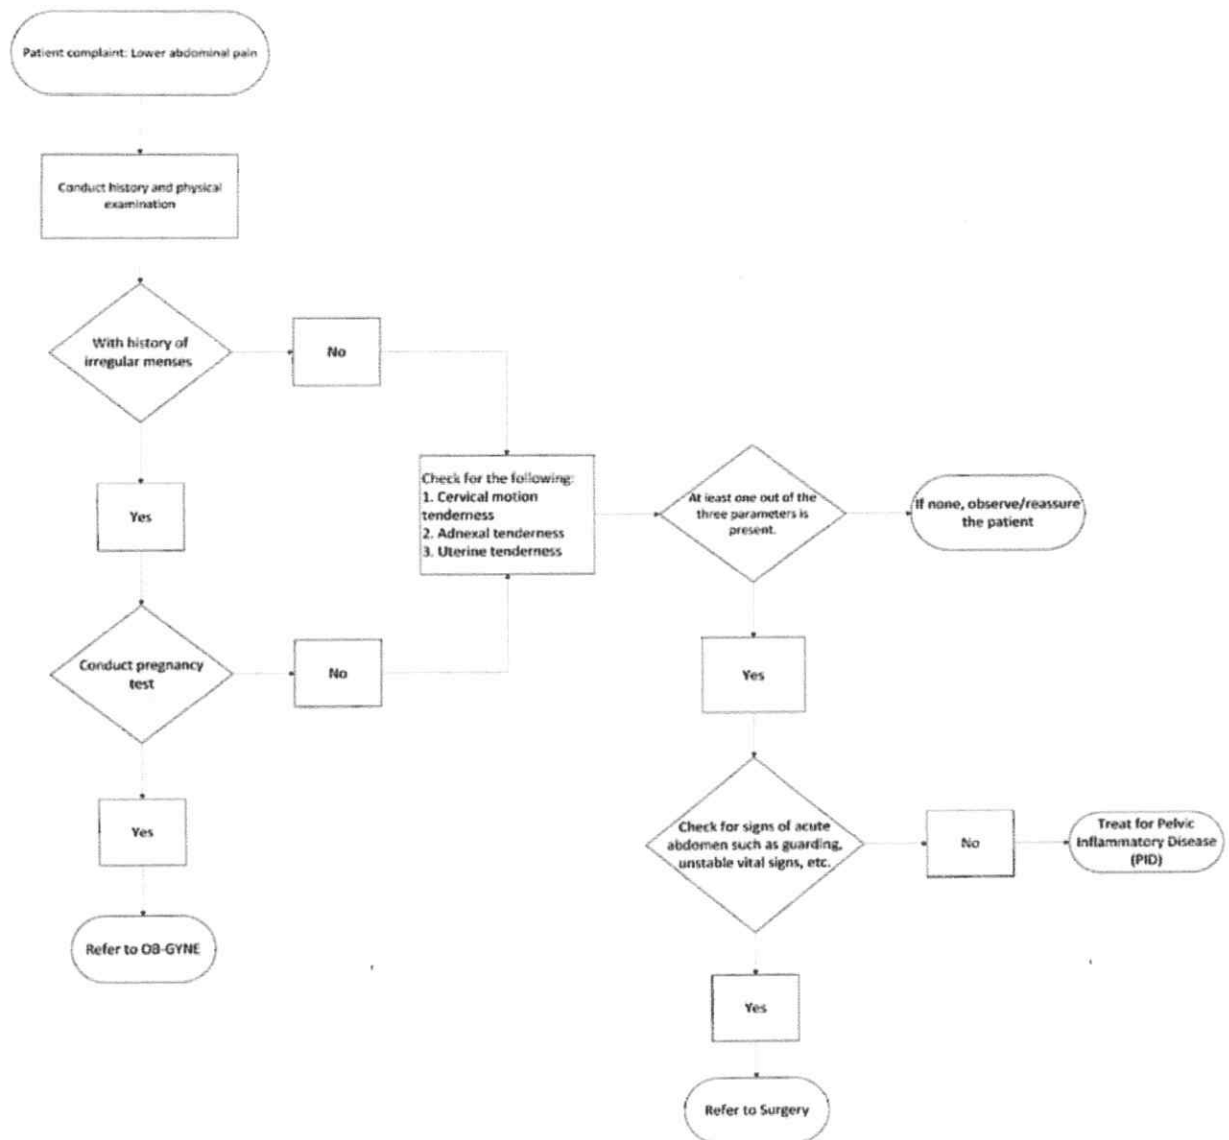 Patient complaint: Lower abdominal pain
Conduct history and physical
examination
With history of
irregular menses
No
Yes
Check for the following:
1. Cervical motion
tenderness
2. Adnexal tenderness
3. Uterine tenderness
At least one out of the
three parameters is
present.
If none, observe/reassure
the patient
Conduct pregnancy
test
No
Yes
Yes
Check for signs of acute
abdomen such as guarding,
unstable vital signs, etc.
No
Treat for Pelvic
Inflammatory Disease
(PID)
Refer to OB-GYNE
Yes
Refer to Surgery